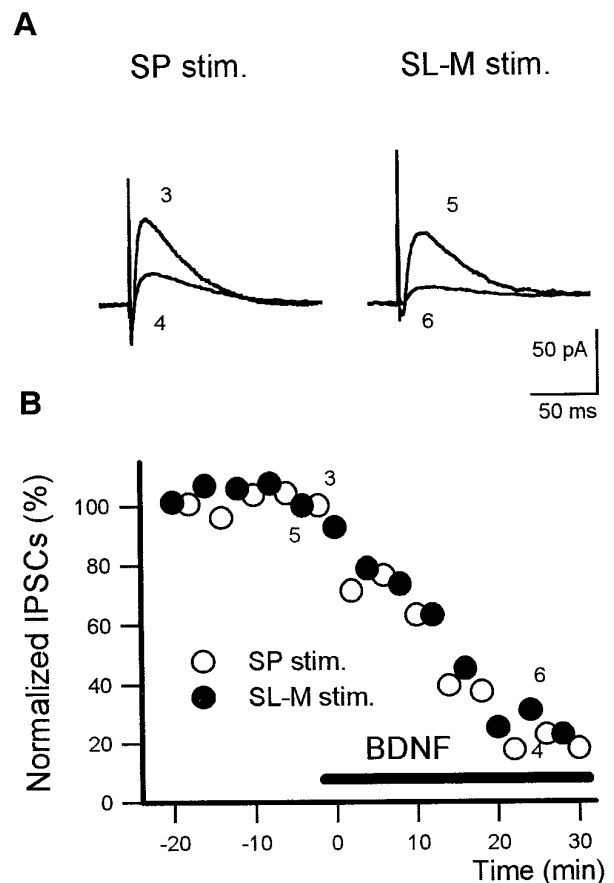 A
SP stim.
SL-M stim.
3
4
5
6
50 pA
50 ms
B
Normalized IPSCs (%)
100
80
60
40
20
0
3
5
SP stim.
SL-M stim.
6
4
BDNF
-20
-10
0
10
20
30
Time (min)